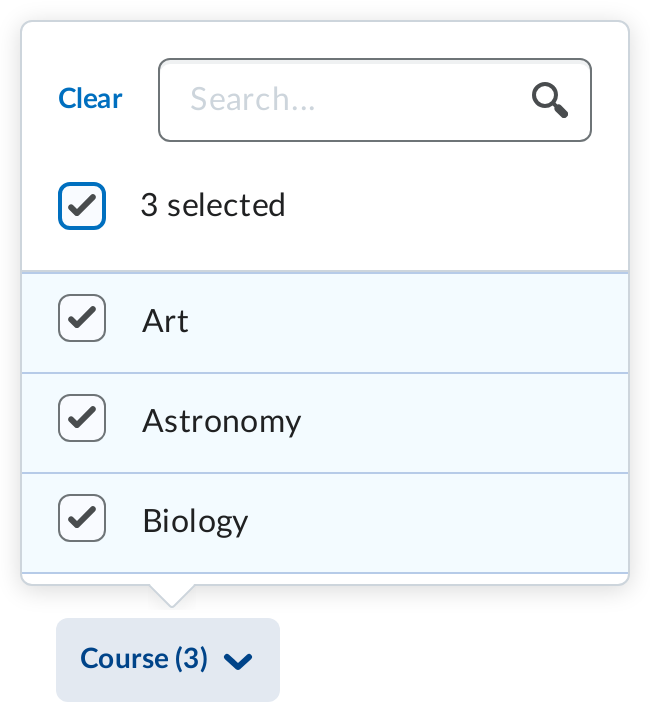 Clear
Search...
3 selected
Art
Astronomy
Biology
Course (3)